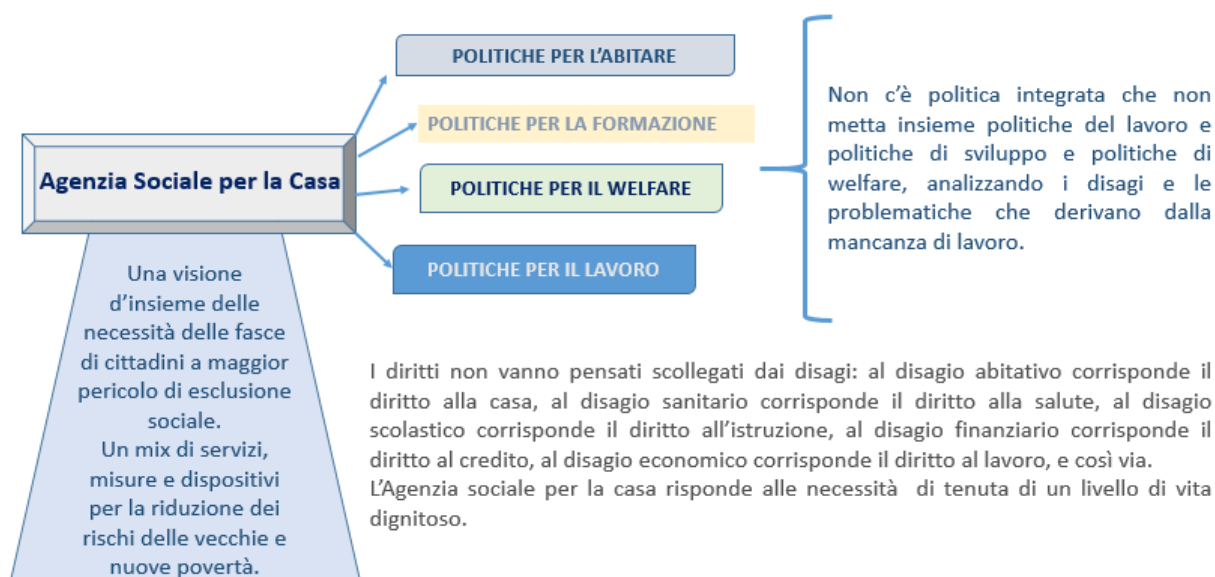 POLITICHE PER L'ABITARE
POLITICHE PER LA FORMAZIONE
Agenzia Sociale per la Casa
POLITICHE PER IL WELFARE
POLITICHE PER IL LAVORO
Non c'è politica integrata che non
metta insieme politiche del lavoro e
politiche di sviluppo e politiche di
welfare, analizzando i disagi e le
problematiche che derivano dalla
mancanza di lavoro.
Una visione
d'insieme delle
necessità delle fasce
di cittadini a maggior
pericolo di esclusione
sociale.
Un mix di servizi,
misure e dispositivi
per la riduzione dei
rischi delle vecchie e
nuove povertà.
I diritti non vanno pensati scollegati dai disagi: al disagio abitativo corrisponde il
diritto alla casa, al disagio sanitario corrisponde il diritto alla salute, al disagio
scolastico corrisponde il diritto all'istruzione, al disagio finanziario corrisponde il
diritto al credito, al disagio economico corrisponde il diritto al lavoro, e così via.
L'Agenzia sociale per la casa risponde alle necessità di tenuta di un livello di vita
dignitoso.